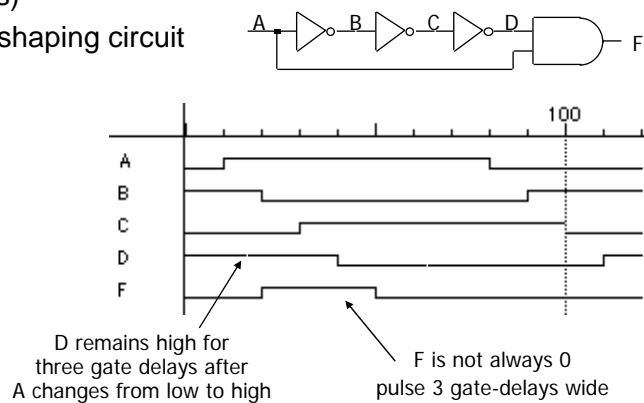 s)
shaping circuit
A B C D
F
100
A
B
C
D
F
D remains high for
three gate delays after
A changes from low to high
F is not always 0
pulse 3 gate-delays wide